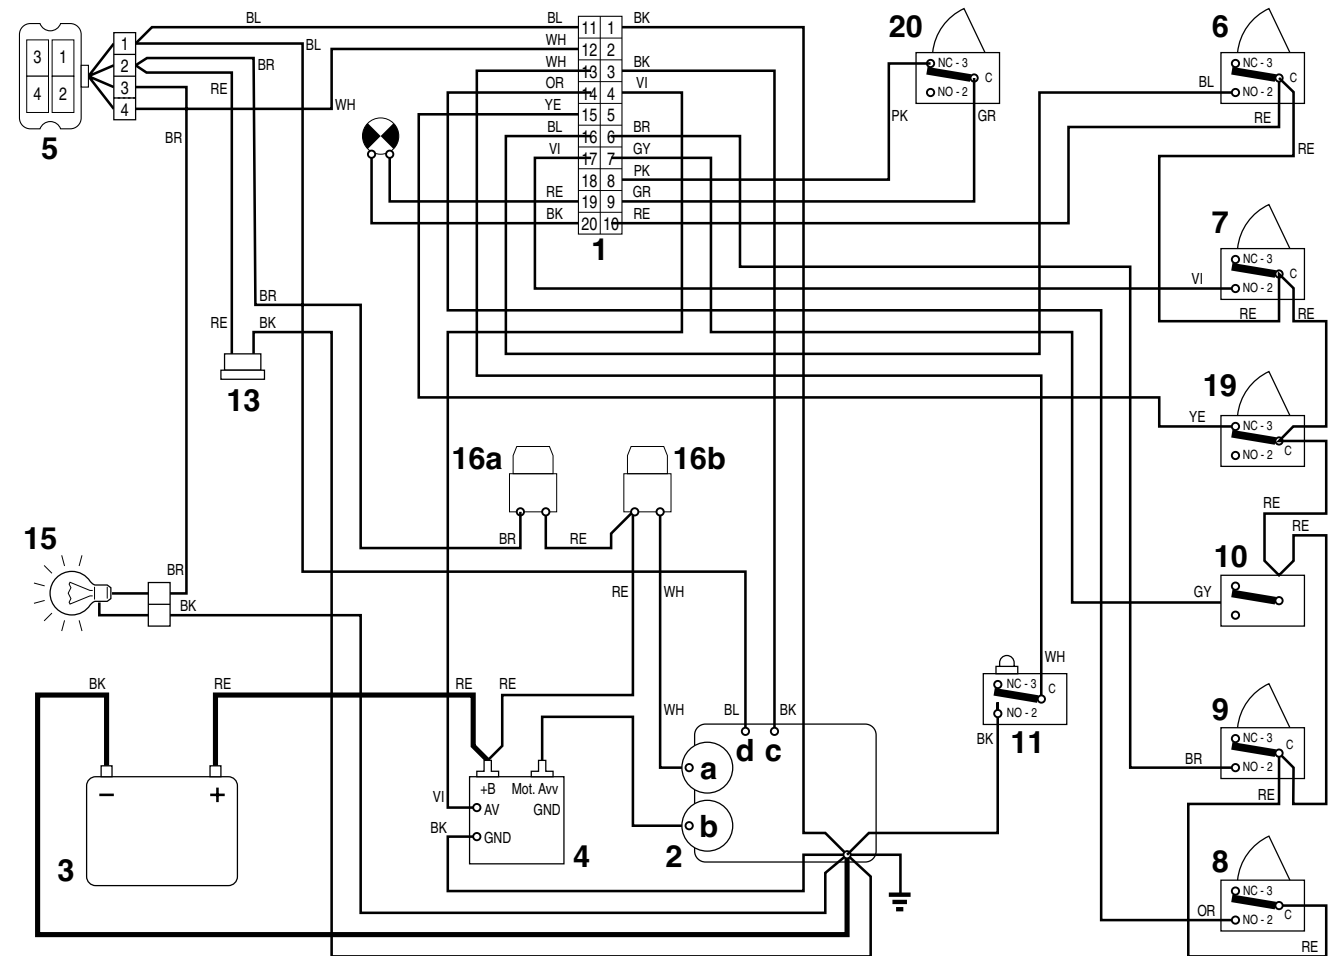 BL BL 11 1 BK 20 6
1 BL WH 12 2
3 1 2 BR WH 13 3 BK NC - 3 C NC - 3 C
4 2 3 RE OR 14 4 VI NO - 2 BL NO - 2
4 WH YE 15 5 PK GR RE
5 BR BL 16 6 BR RE
VI 17 7 GY
18 8 PK
RE 19 9 GR
BK 20 10 RE
1
7
NC - 3 C
VI NO - 2
BR RE RE
RE BK
13
19
YE NC - 3
NO - 2 C
16a 16b
RE
RE
15 BR RE 10
BR RE WH GY
BK
WH
NC - 3 C
NO - 2
BK 11
BK RE RE RE WH BL BK
d c
9
NC - 3 C
BR NO - 2
RE
− + +B Mot. Avv a
VI AV GND
BK GND b
3 4 2
8
NC - 3
OR NO - 2 C
RE